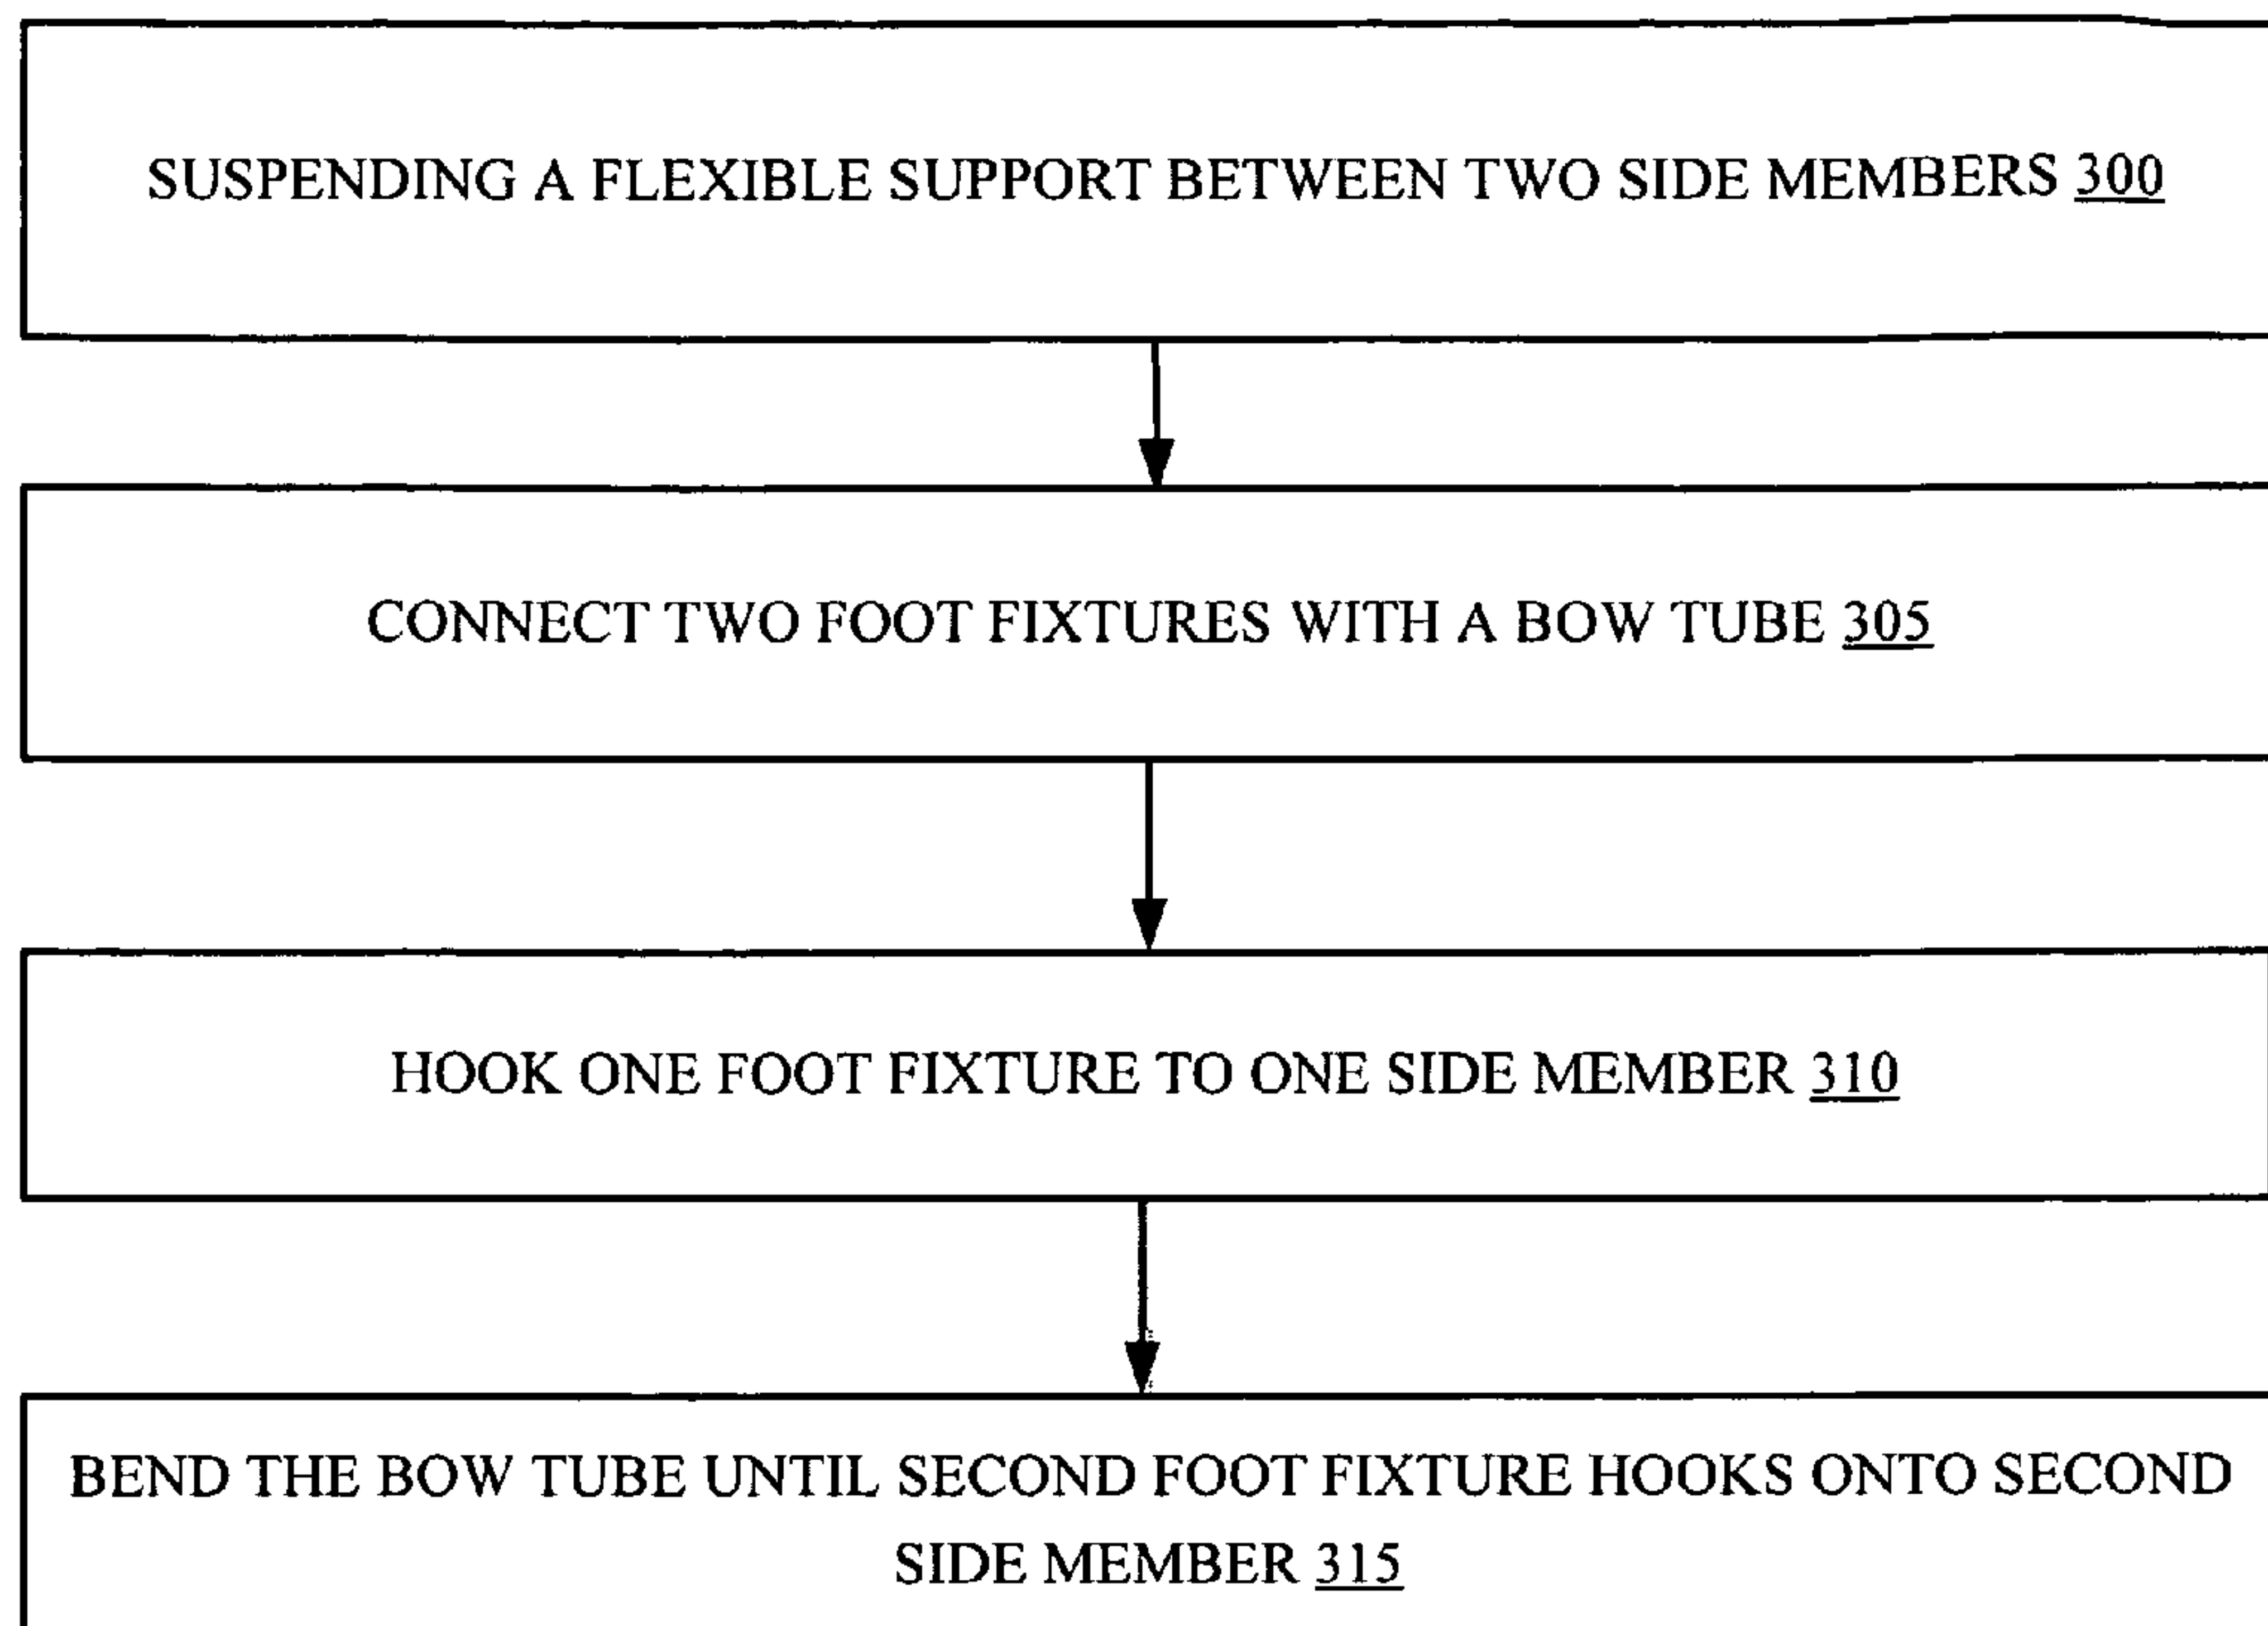 SUSPENDING A FLEXIBLE SUPPORT BETWEEN TWO SIDE MEMBERS 300
CONNECT TWO FOOT FIXTURES WITH A BOW TUBE 305
HOOK ONE FOOT FIXTURE TO ONE SIDE MEMBER 310
BEND THE BOW TUBE UNTIL SECOND FOOT FIXTURE HOOKS ONTO SECOND
SIDE MEMBER 315